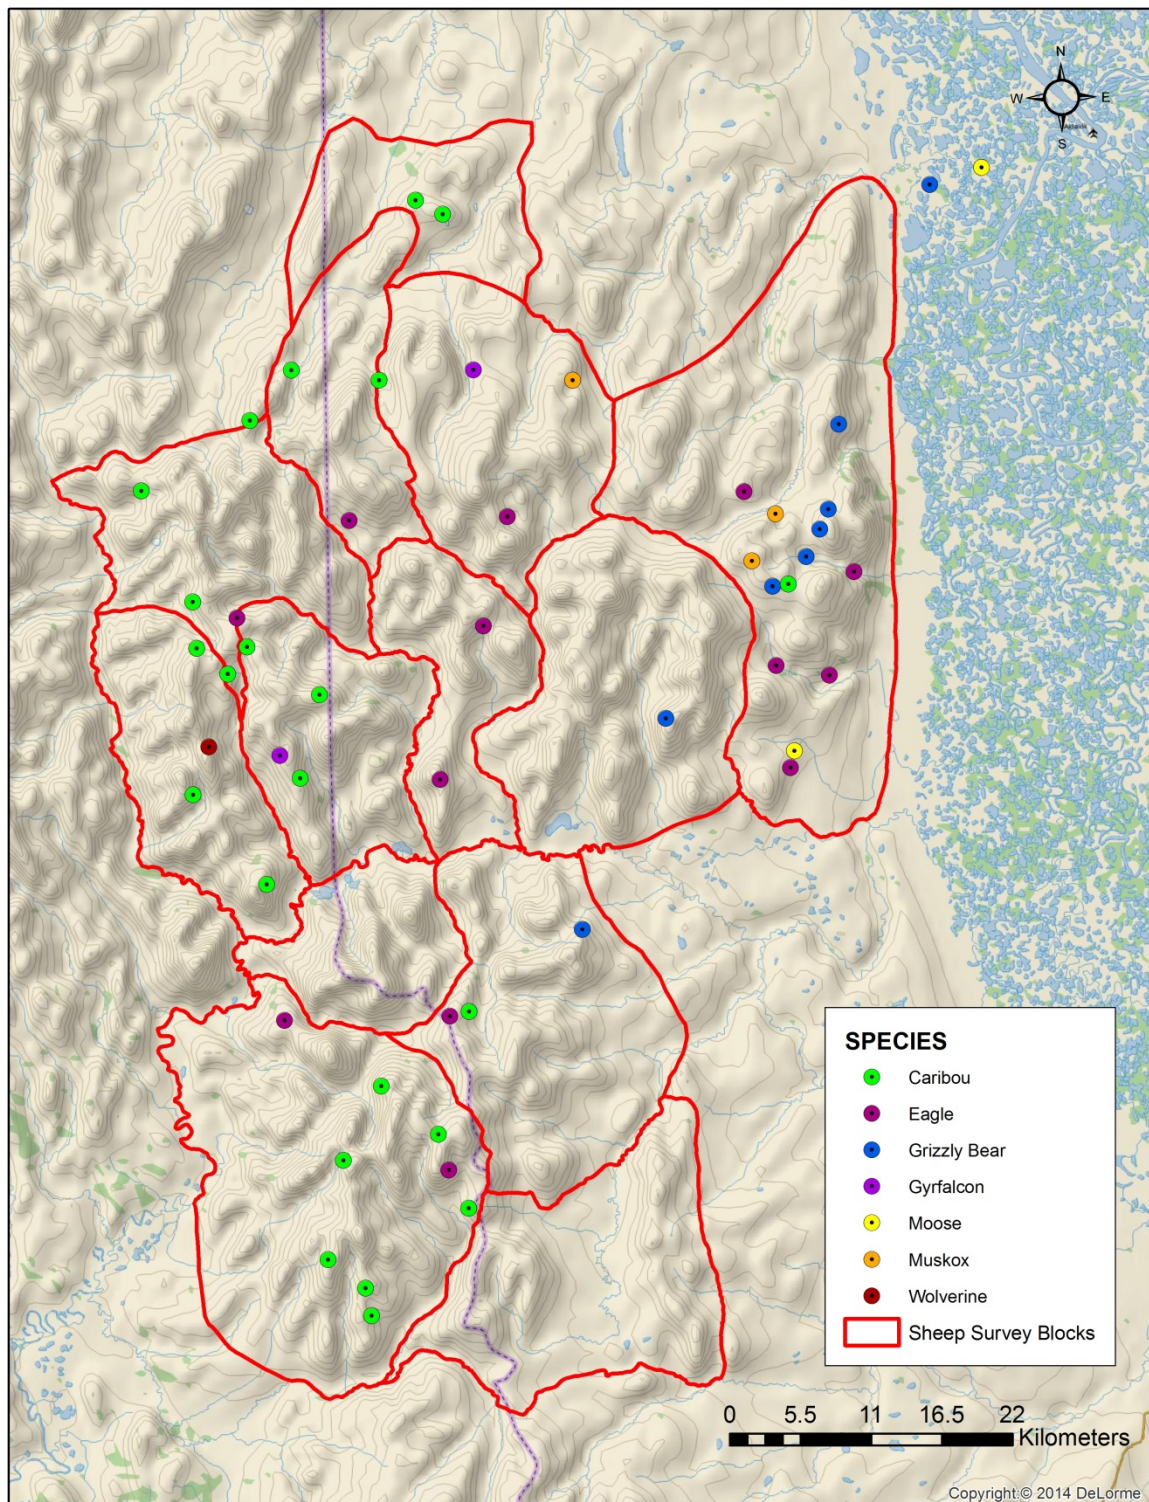 N
W E
S
SPECIES
Caribou
Eagle
Grizzly Bear
Gyrfalcon
Moose
Muskox
Wolverine
Sheep Survey Blocks
0 5.5 11 16.5 22
Kilometers
Copyright:© 2014 DeLorme